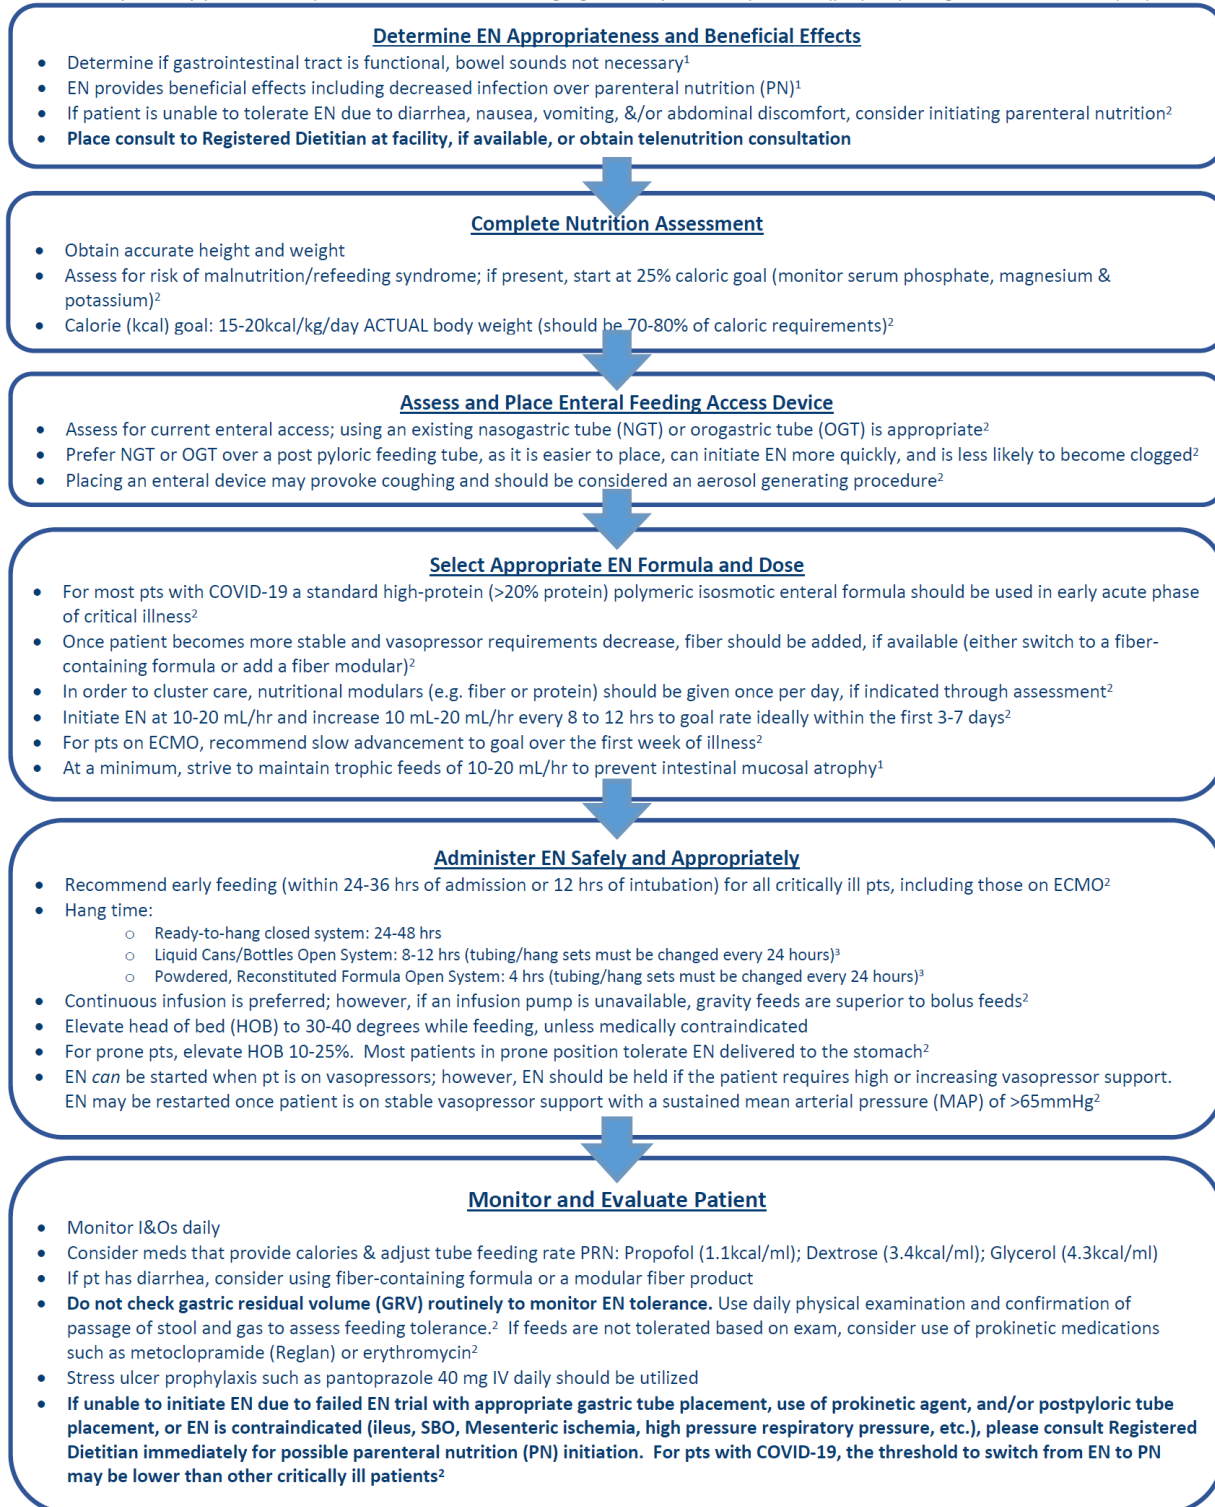 Determine EN Appropriateness and Beneficial Effects
• Determine if gastrointestinal tract is functional, bowel sounds not necessary¹
• EN provides beneficial effects including decreased infection over parenteral nutrition (PN)¹
• If patient is unable to tolerate EN due to diarrhea, nausea, vomiting, &/or abdominal discomfort, consider initiating parenteral nutrition²
• Place consult to Registered Dietitian at facility, if available, or obtain telenutrition consultation
Complete Nutrition Assessment
• Obtain accurate height and weight
• Assess for risk of malnutrition/refeeding syndrome; if present, start at 25% caloric goal (monitor serum phosphate, magnesium &
potassium)²
• Calorie (kcal) goal: 15-20kcal/kg/day ACTUAL body weight (should be 70-80% of caloric requirements)²
Assess and Place Enteral Feeding Access Device
• Assess for current enteral access; using an existing nasogastric tube (NGT) or orogastric tube (OGT) is appropriate²
• Prefer NGT or OGT over a post pyloric feeding tube, as it is easier to place, can initiate EN more quickly, and is less likely to become clogged²
• Placing an enteral device may provoke coughing and should be considered an aerosol generating procedure²
Select Appropriate EN Formula and Dose
• For most pts with COVID-19 a standard high-protein (>20% protein) polymeric isosmotic enteral formula should be used in early acute phase
of critical illness²
• Once patient becomes more stable and vasopressor requirements decrease, fiber should be added, if available (either switch to a fiber-
containing formula or add a fiber modular)²
• In order to cluster care, nutritional modulars (e.g. fiber or protein) should be given once per day, if indicated through assessment²
• Initiate EN at 10-20 mL/hr and increase 10 mL-20 mL/hr every 8 to 12 hrs to goal rate ideally within the first 3-7 days²
• For pts on ECMO, recommend slow advancement to goal over the first week of illness²
• At a minimum, strive to maintain trophic feeds of 10-20 mL/hr to prevent intestinal mucosal atrophy¹
Administer EN Safely and Appropriately
• Recommend early feeding (within 24-36 hrs of admission or 12 hrs of intubation) for all critically ill pts, including those on ECMO²
• Hang time:
○ Ready-to-hang closed system: 24-48 hrs
○ Liquid Cans/Bottles Open System: 8-12 hrs (tubing/hang sets must be changed every 24 hours)³
○ Powdered, Reconstituted Formula Open System: 4 hrs (tubing/hang sets must be changed every 24 hours)³
• Continuous infusion is preferred; however, if an infusion pump is unavailable, gravity feeds are superior to bolus feeds²
• Elevate head of bed (HOB) to 30-40 degrees while feeding, unless medically contraindicated
• For prone pts, elevate HOB 10-25%. Most patients in prone position tolerate EN delivered to the stomach²
• EN can be started when pt is on vasopressors; however, EN should be held if the patient requires high or increasing vasopressor support.
EN may be restarted once patient is on stable vasopressor support with a sustained mean arterial pressure (MAP) of >65mmHg²
Monitor and Evaluate Patient
• Monitor I&Os daily
• Consider meds that provide calories & adjust tube feeding rate PRN: Propofol (1.1kcal/ml); Dextrose (3.4kcal/ml); Glycerol (4.3kcal/ml)
• If pt has diarrhea, consider using fiber-containing formula or a modular fiber product
• Do not check gastric residual volume (GRV) routinely to monitor EN tolerance. Use daily physical examination and confirmation of
passage of stool and gas to assess feeding tolerance.² If feeds are not tolerated based on exam, consider use of prokinetic medications
such as metoclopramide (Reglan) or erythromycin²
• Stress ulcer prophylaxis such as pantoprazole 40 mg IV daily should be utilized
• If unable to initiate EN due to failed EN trial with appropriate gastric tube placement, use of prokinetic agent, and/or postpyloric tube
placement, or EN is contraindicated (ileus, SBO, Mesenteric ischemia, high pressure respiratory pressure, etc.), please consult Registered
Dietitian immediately for possible parenteral nutrition (PN) initiation. For pts with COVID-19, the threshold to switch from EN to PN
may be lower than other critically ill patients²